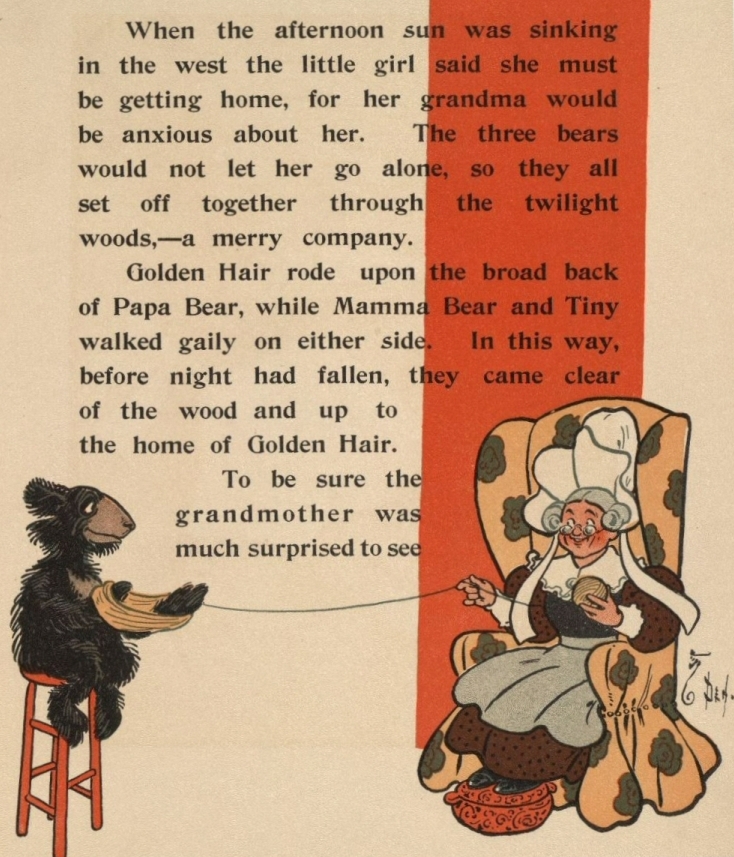 When the afternoon sun was sinking
in the west the little girl said she must
be getting home, for her grandma would
be anxious about her. The three bears
would not let her go alone, so they all
set off together through the twilight
woods,—a merry company.
Golden Hair rode upon the broad back
of Papa Bear, while Mamma Bear and Tiny
walked gaily on either side. In this way,
before night had fallen, they came clear
of the wood and up to
the home of Golden Hair.
To be sure the
grandmother was
much surprised to see